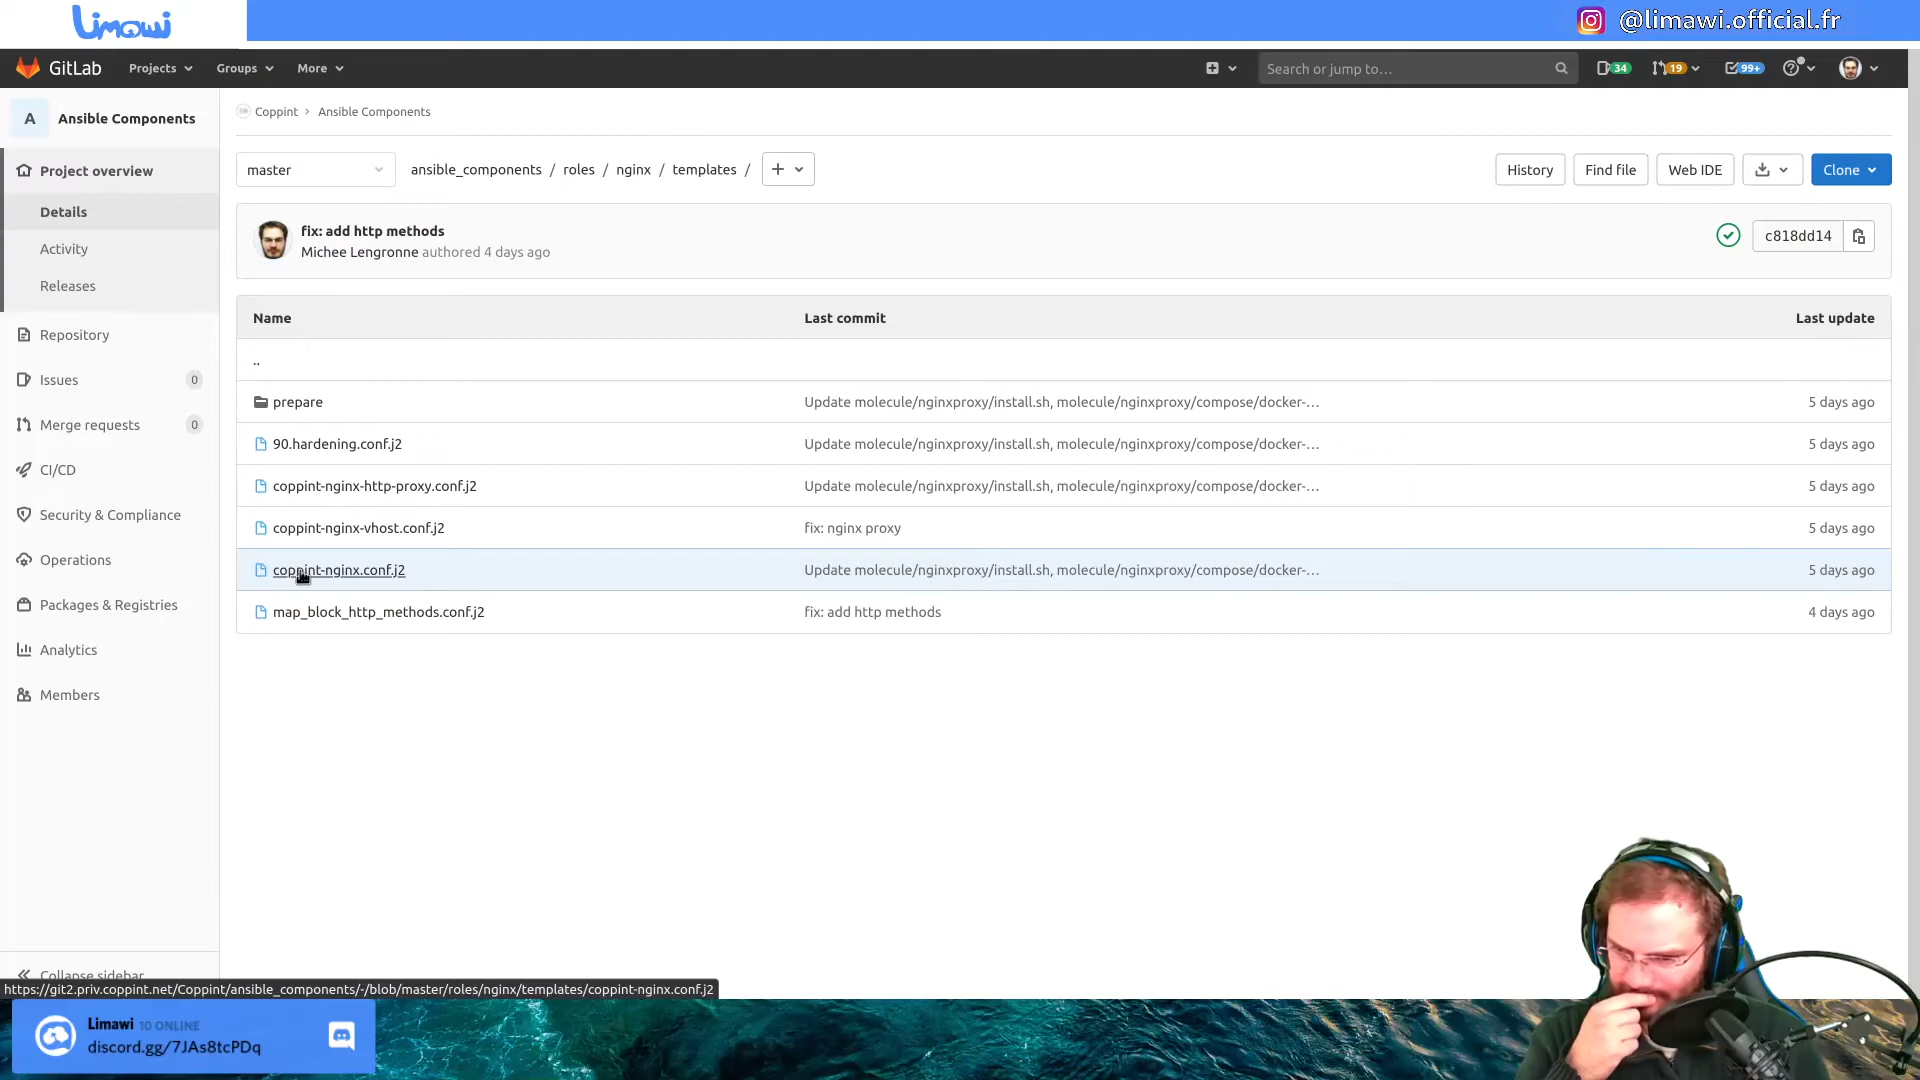 Limawi
@limawi.official.fr
GitLab Projects Groups More Search or jump to... 34 19 99+
A Ansible Components
Coppint › Ansible Components
Project overview
Details
Activity
Releases
Repository
Issues 0
Merge requests 0
CI/CD
Security & Compliance
Operations
Packages & Registries
Analytics
Members
Collapse sidebar
master ansible_components / roles / nginx / templates / + History Find file Web IDE Clone
fix: add http methods
Michee Lengronne authored 4 days ago
c818dd14
Name Last commit Last update
..
prepare Update molecule/nginxproxy/install.sh, molecule/nginxproxy/compose/docker-... 5 days ago
90.hardening.conf.j2 Update molecule/nginxproxy/install.sh, molecule/nginxproxy/compose/docker-... 5 days ago
coppint-nginx-http-proxy.conf.j2 Update molecule/nginxproxy/install.sh, molecule/nginxproxy/compose/docker-... 5 days ago
coppint-nginx-vhost.conf.j2 fix: nginx proxy 5 days ago
coppint-nginx.conf.j2 Update molecule/nginxproxy/install.sh, molecule/nginxproxy/compose/docker-... 5 days ago
map_block_http_methods.conf.j2 fix: add http methods 4 days ago
https://git2.priv.coppint.net/Coppint/ansible_components/-/blob/master/roles/nginx/templates/coppint-nginx.conf.j2
Limawi 10 ONLINE
discord.gg/7JAs8tcPDq